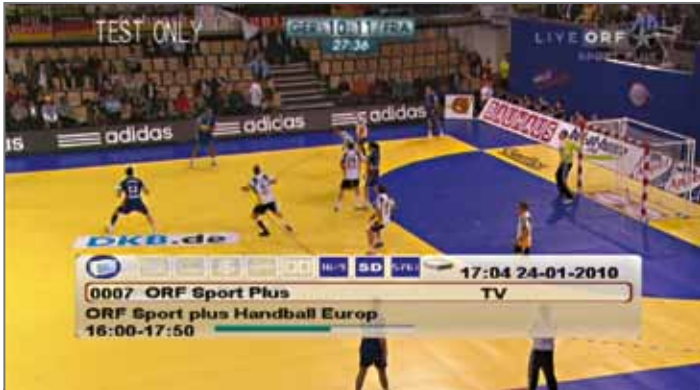 TEST ONLY
GER 10:11 FRA
27:36
LIVE ORF
SPORT
adidas adidas adidas
BAUHAUS
DKB.de
16/9 SD 17:04 24-01-2010
0007 ORF Sport Plus TV
ORF Sport plus Handball Europ
16:00-17:50